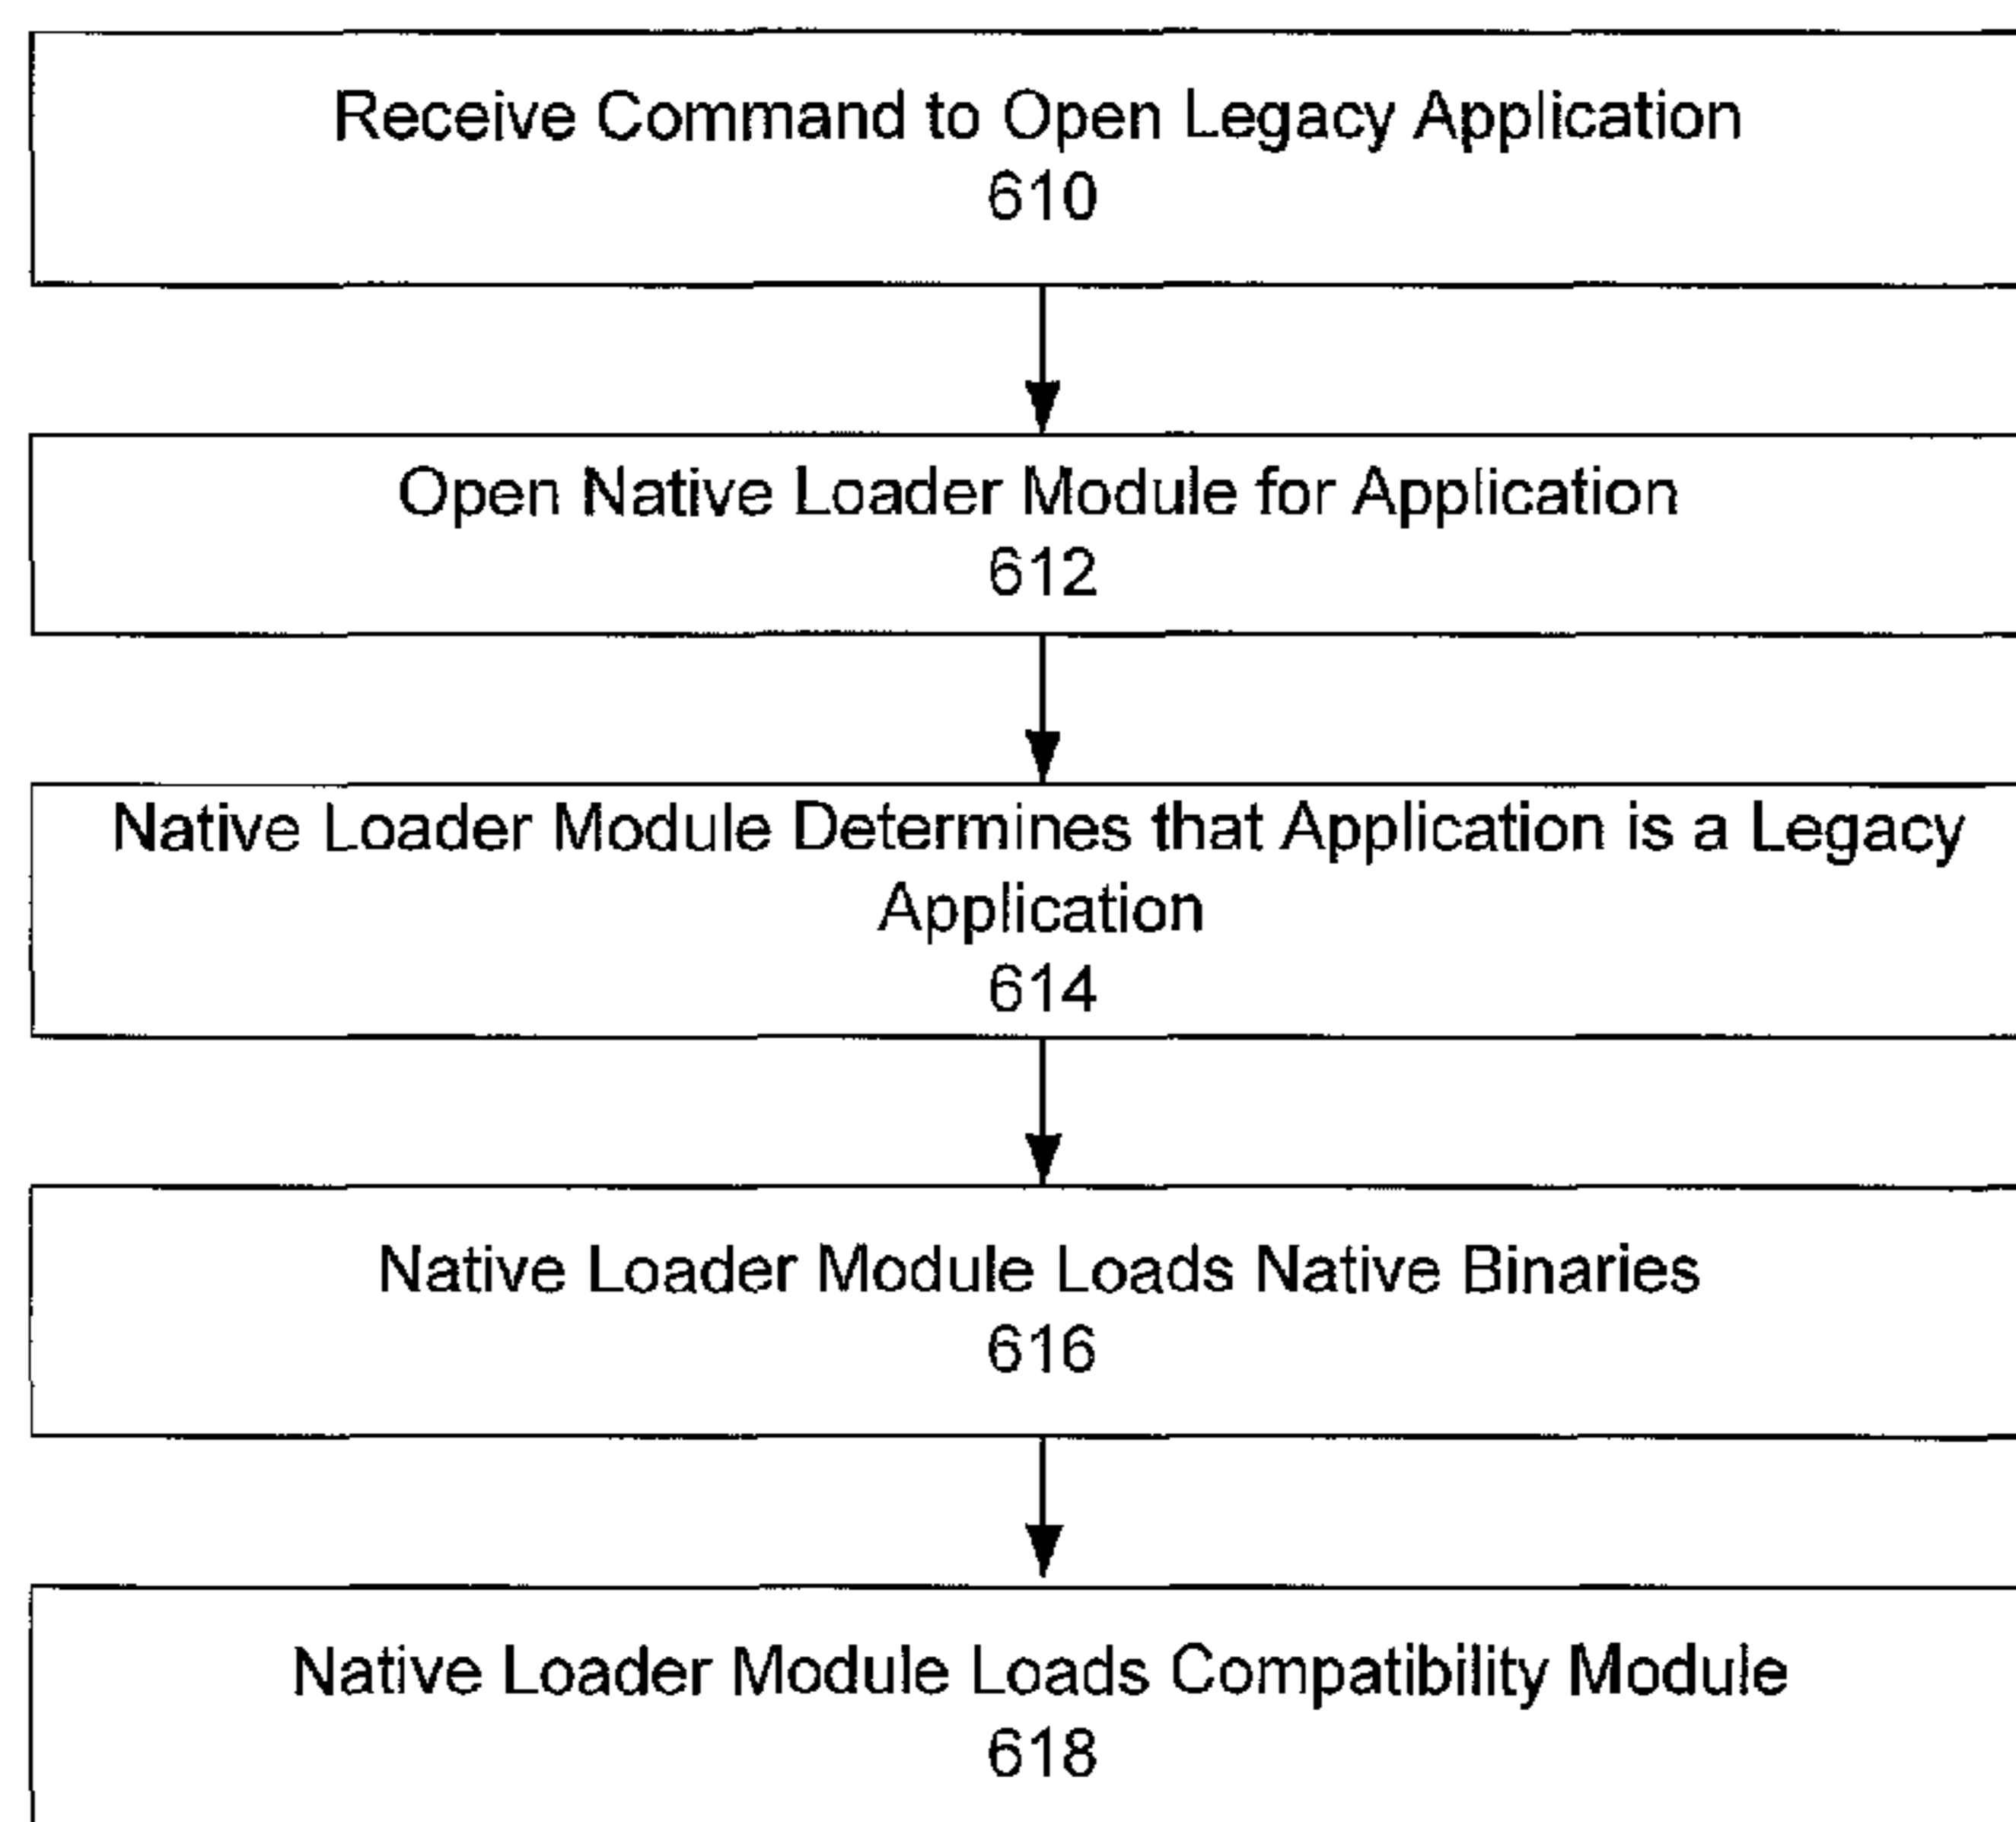 Receive Command to Open Legacy Application
610
Open Native Loader Module for Application
612
Native Loader Module Determines that Application is a Legacy
Application
614
Native Loader Module Loads Native Binaries
616
Native Loader Module Loads Compatibility Module
618